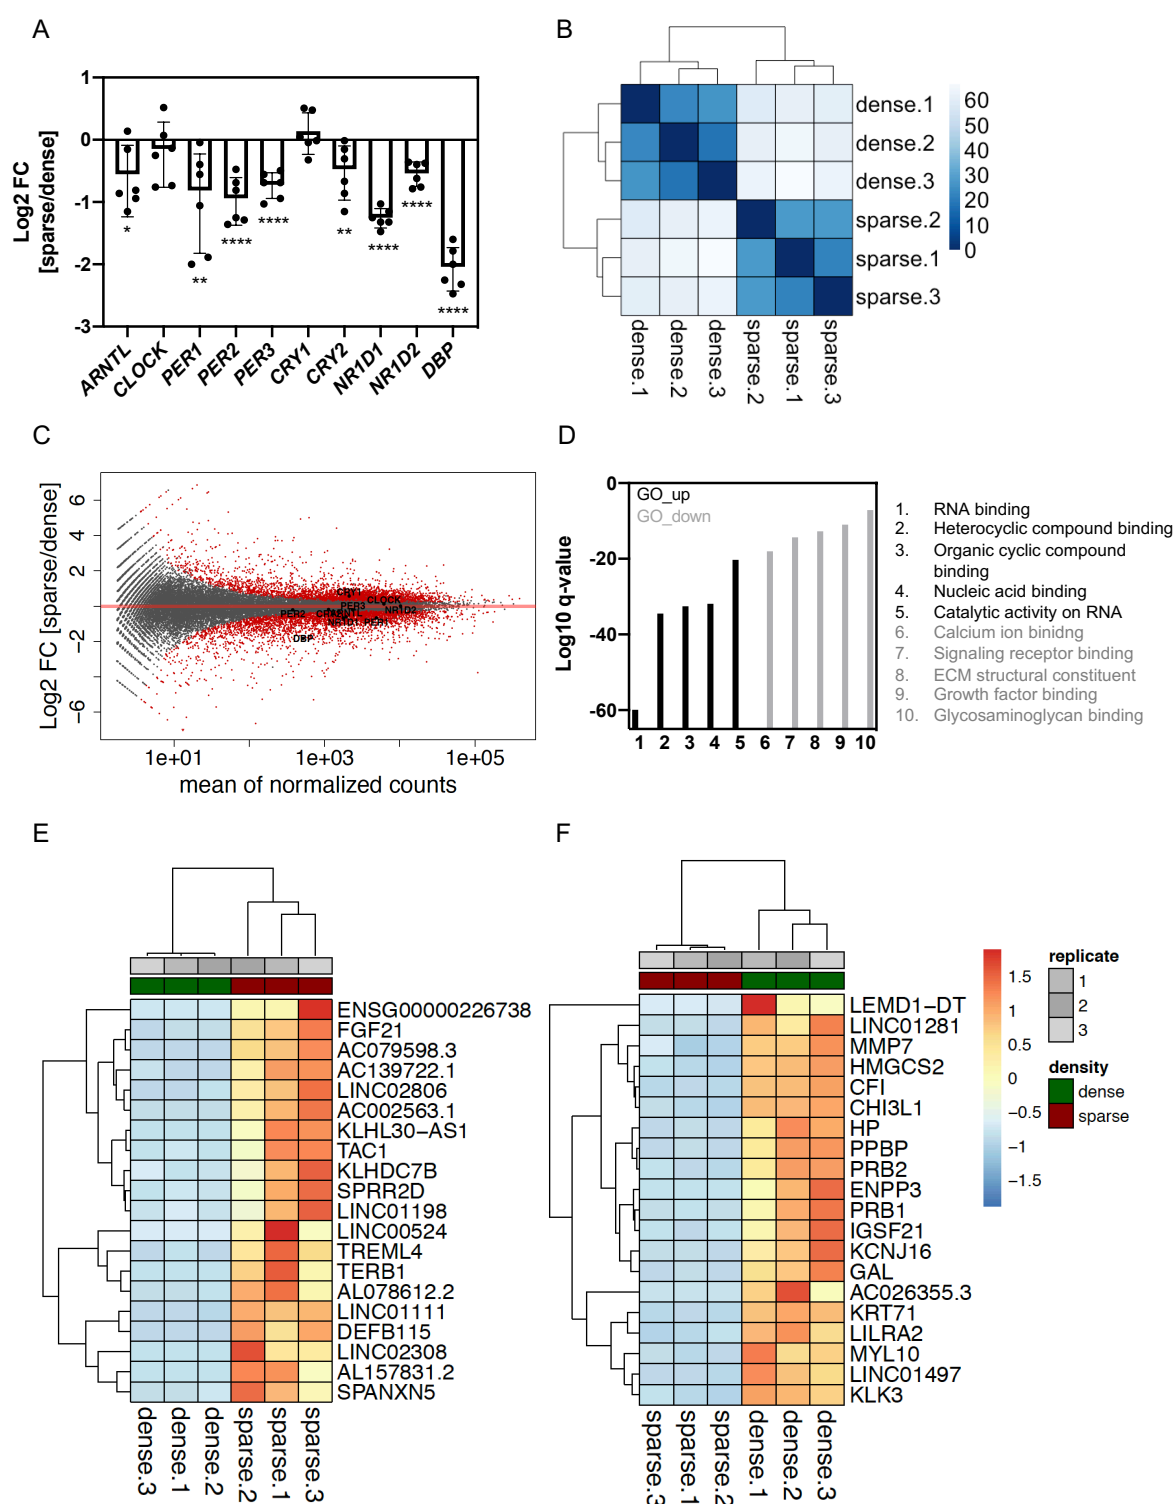 A
Log2 FC
[sparse/dense]
1
0
-1
-2
-3
*
**
****
****
**
****
****
****
ARNTL
CLOCK
PER1
PER2
PER3
CRY1
CRY2
NR1D1
NR1D2
DBP
B
dense.1
dense.2
dense.3
sparse.2
sparse.1
sparse.3
dense.1
dense.2
dense.3
sparse.2
sparse.1
sparse.3
60
50
40
30
20
10
0
C
Log2 FC [sparse/dense]
6
4
2
0
−2
−6
CRY1
CLOCK
PER3
NR1D2
PER2
DBP
1e+01
1e+03
1e+05
mean of normalized counts
D
Log10 q-value
0
-20
-40
-60
GO_up
GO_down
1 2 3 4 5 6 7 8 9 10
1. RNA binding
2. Heterocyclic compound binding
3. Organic cyclic compound
binding
4. Nucleic acid binding
5. Catalytic activity on RNA
6. Calcium ion binidng
7. Signaling receptor binding
8. ECM structural constituent
9. Growth factor binding
10. Glycosaminoglycan binding
E
ENSG00000226738
FGF21
AC079598.3
AC139722.1
LINC02806
AC002563.1
KLHL30−AS1
TAC1
KLHDC7B
SPRR2D
LINC01198
LINC00524
TREML4
TERB1
AL078612.2
LINC01111
DEFB115
LINC02308
AL157831.2
SPANXN5
dense.3
dense.1
dense.2
sparse.2
sparse.1
sparse.3
F
LEMD1−DT
LINC01281
MMP7
HMGCS2
CFI
CHI3L1
HP
PPBP
PRB2
ENPP3
PRB1
IGSF21
KCNJ16
GAL
AC026355.3
KRT71
LILRA2
MYL10
LINC01497
KLK3
sparse.3
sparse.1
sparse.2
dense.1
dense.2
dense.3
1.5
1
0.5
0
−0.5
−1
−1.5
replicate
1
2
3
density
dense
sparse